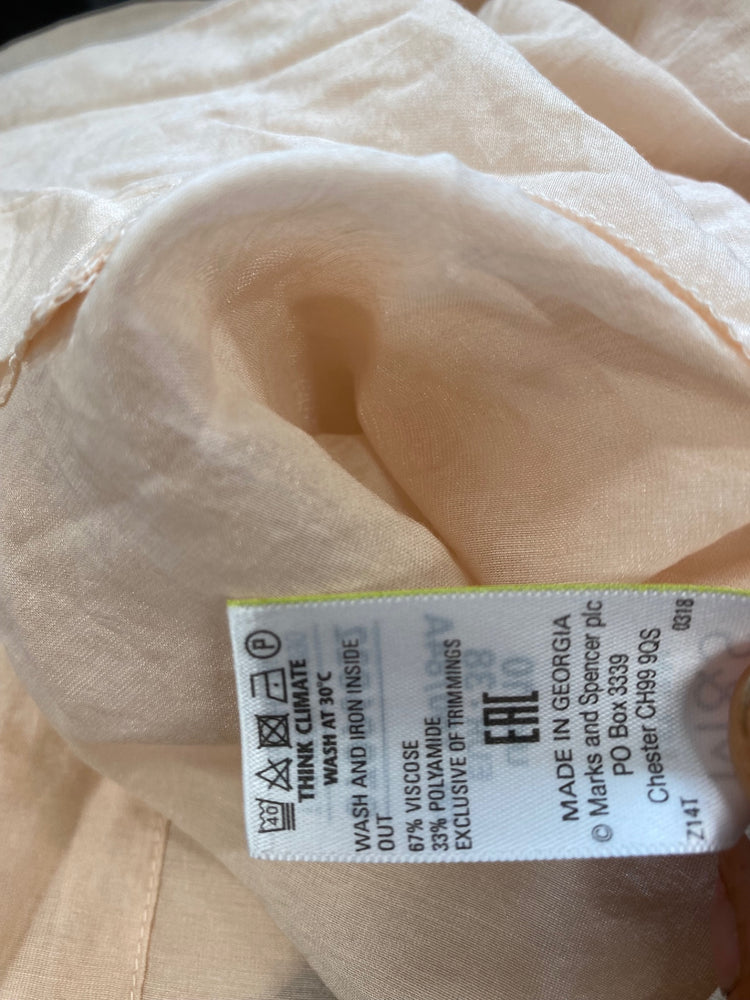 40 P
THINK CLIMATE
WASH AT 30°C
WASH AND IRON INSIDE
OUT
67% VISCOSE
33% POLYAMIDE
EXCLUSIVE OF TRIMMINGS
EAC
MADE IN GEORGIA
© Marks and Spencer plc
PO Box 3339
Chester CH99 9QS
Z14T 0318